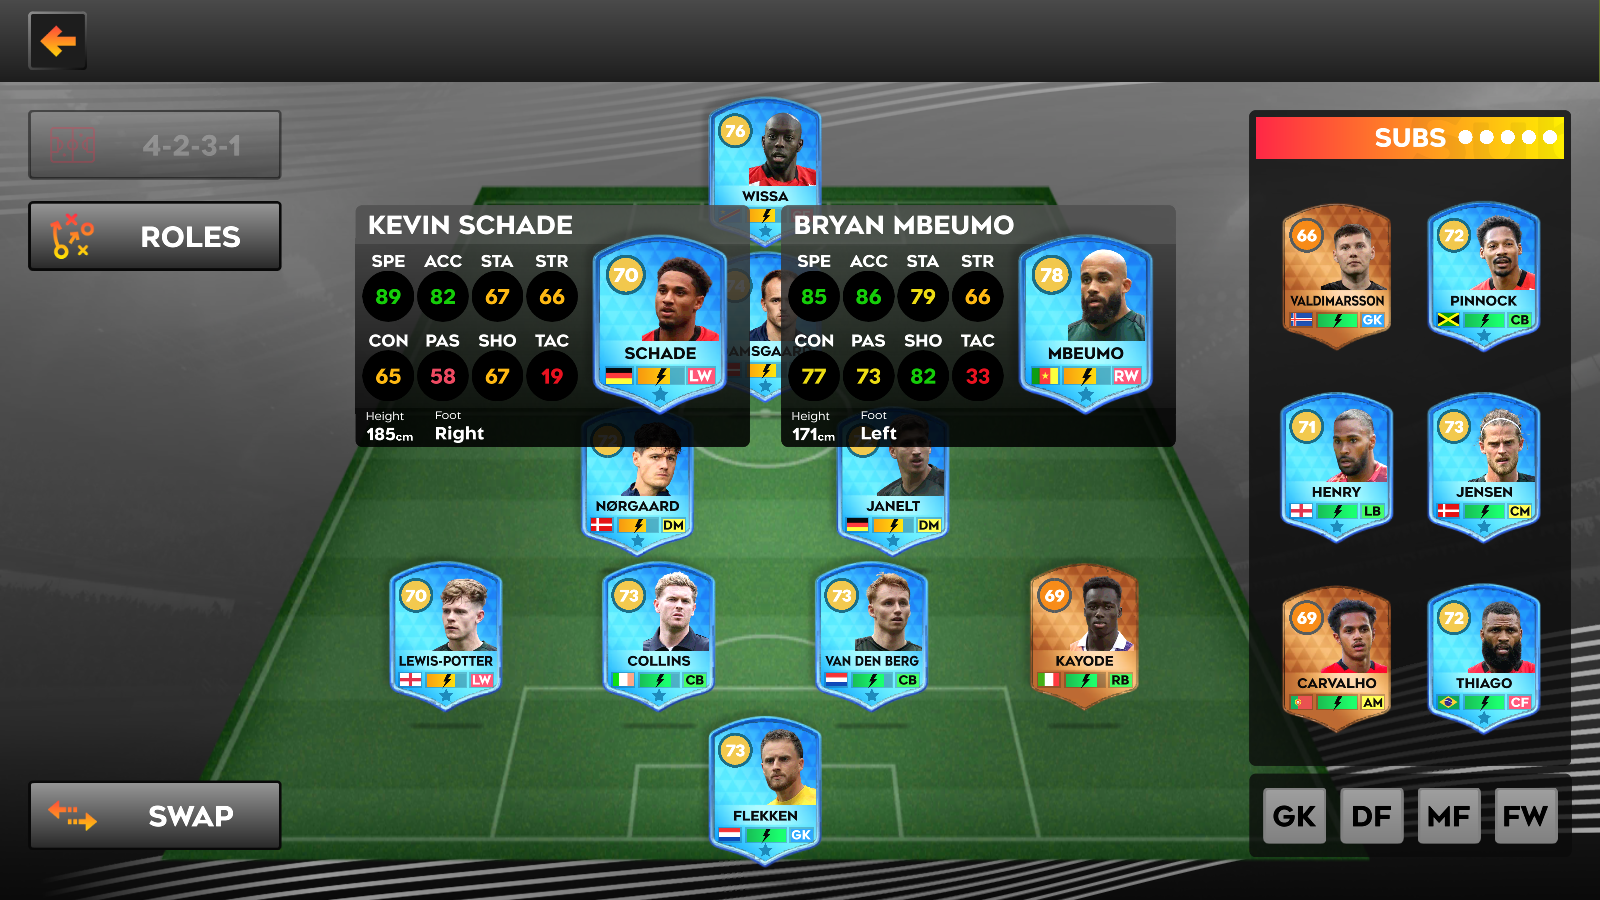 4-2-3-1
ROLES
SWAP
76
WISSA
KEVIN SCHADE
SPE ACC STA STR
89 82 67 66
CON PAS SHO TAC
65 58 67 19
Height Foot
185cm Right
70
SCHADE
LW
BRYAN MBEUMO
SPE ACC STA STR
85 86 79 66
CON PAS SHO TAC
77 73 82 33
Height Foot
171cm Left
78
MBEUMO
RW
NØRGAARD
DM
JANELT
DM
70
LEWIS-POTTER
LW
73
COLLINS
CB
73
VAN DEN BERG
CB
69
KAYODE
RB
73
FLEKKEN
GK
SUBS
66
VALDIMARSSON
GK
72
PINNOCK
CB
71
HENRY
LB
73
JENSEN
CM
69
CARVALHO
AM
72
THIAGO
CF
GK DF MF FW